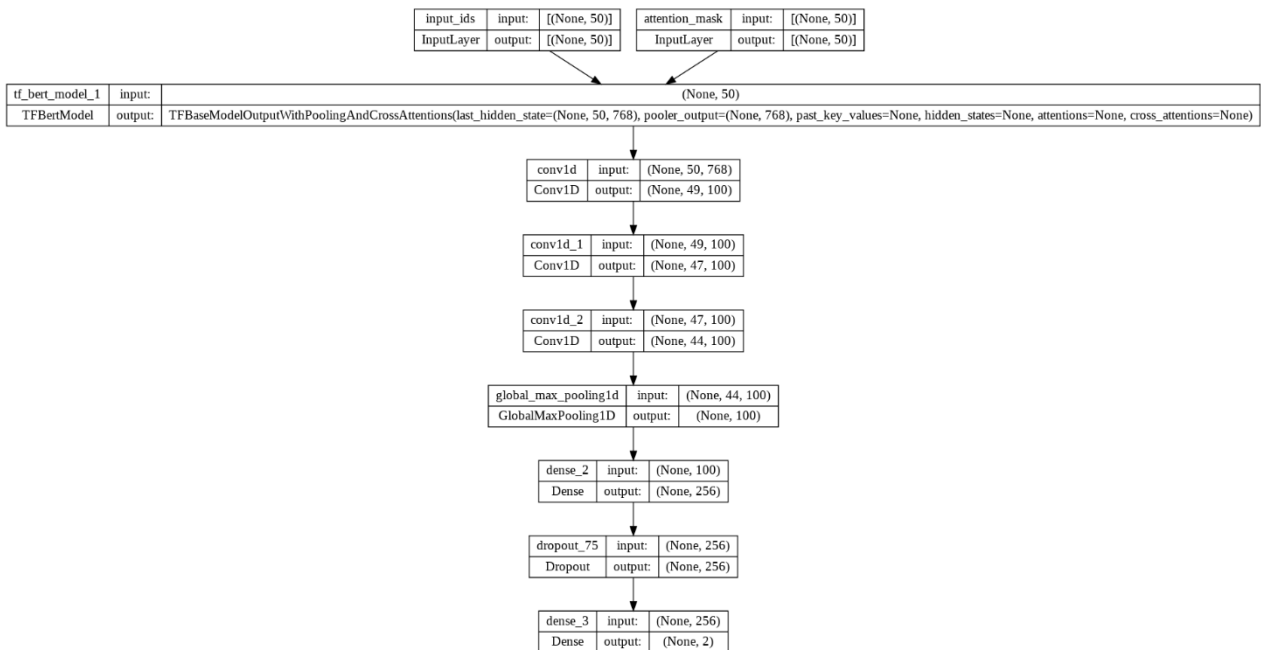 input_ids input: [(None, 50)]
InputLayer output: [(None, 50)]
attention_mask input: [(None, 50)]
InputLayer output: [(None, 50)]
tf_bert_model_1 input: (None, 50)
TFBertModel output: TFBaseModelOutputWithPoolingAndCrossAttentions(last_hidden_state=(None, 50, 768), pooler_output=(None, 768), past_key_values=None, hidden_states=None, attentions=None, cross_attentions=None)
conv1d input: (None, 50, 768)
Conv1D output: (None, 49, 100)
conv1d_1 input: (None, 49, 100)
Conv1D output: (None, 47, 100)
conv1d_2 input: (None, 47, 100)
Conv1D output: (None, 44, 100)
global_max_pooling1d input: (None, 44, 100)
GlobalMaxPooling1D output: (None, 100)
dense_2 input: (None, 100)
Dense output: (None, 256)
dropout_75 input: (None, 256)
Dropout output: (None, 256)
dense_3 input: (None, 256)
Dense output: (None, 2)